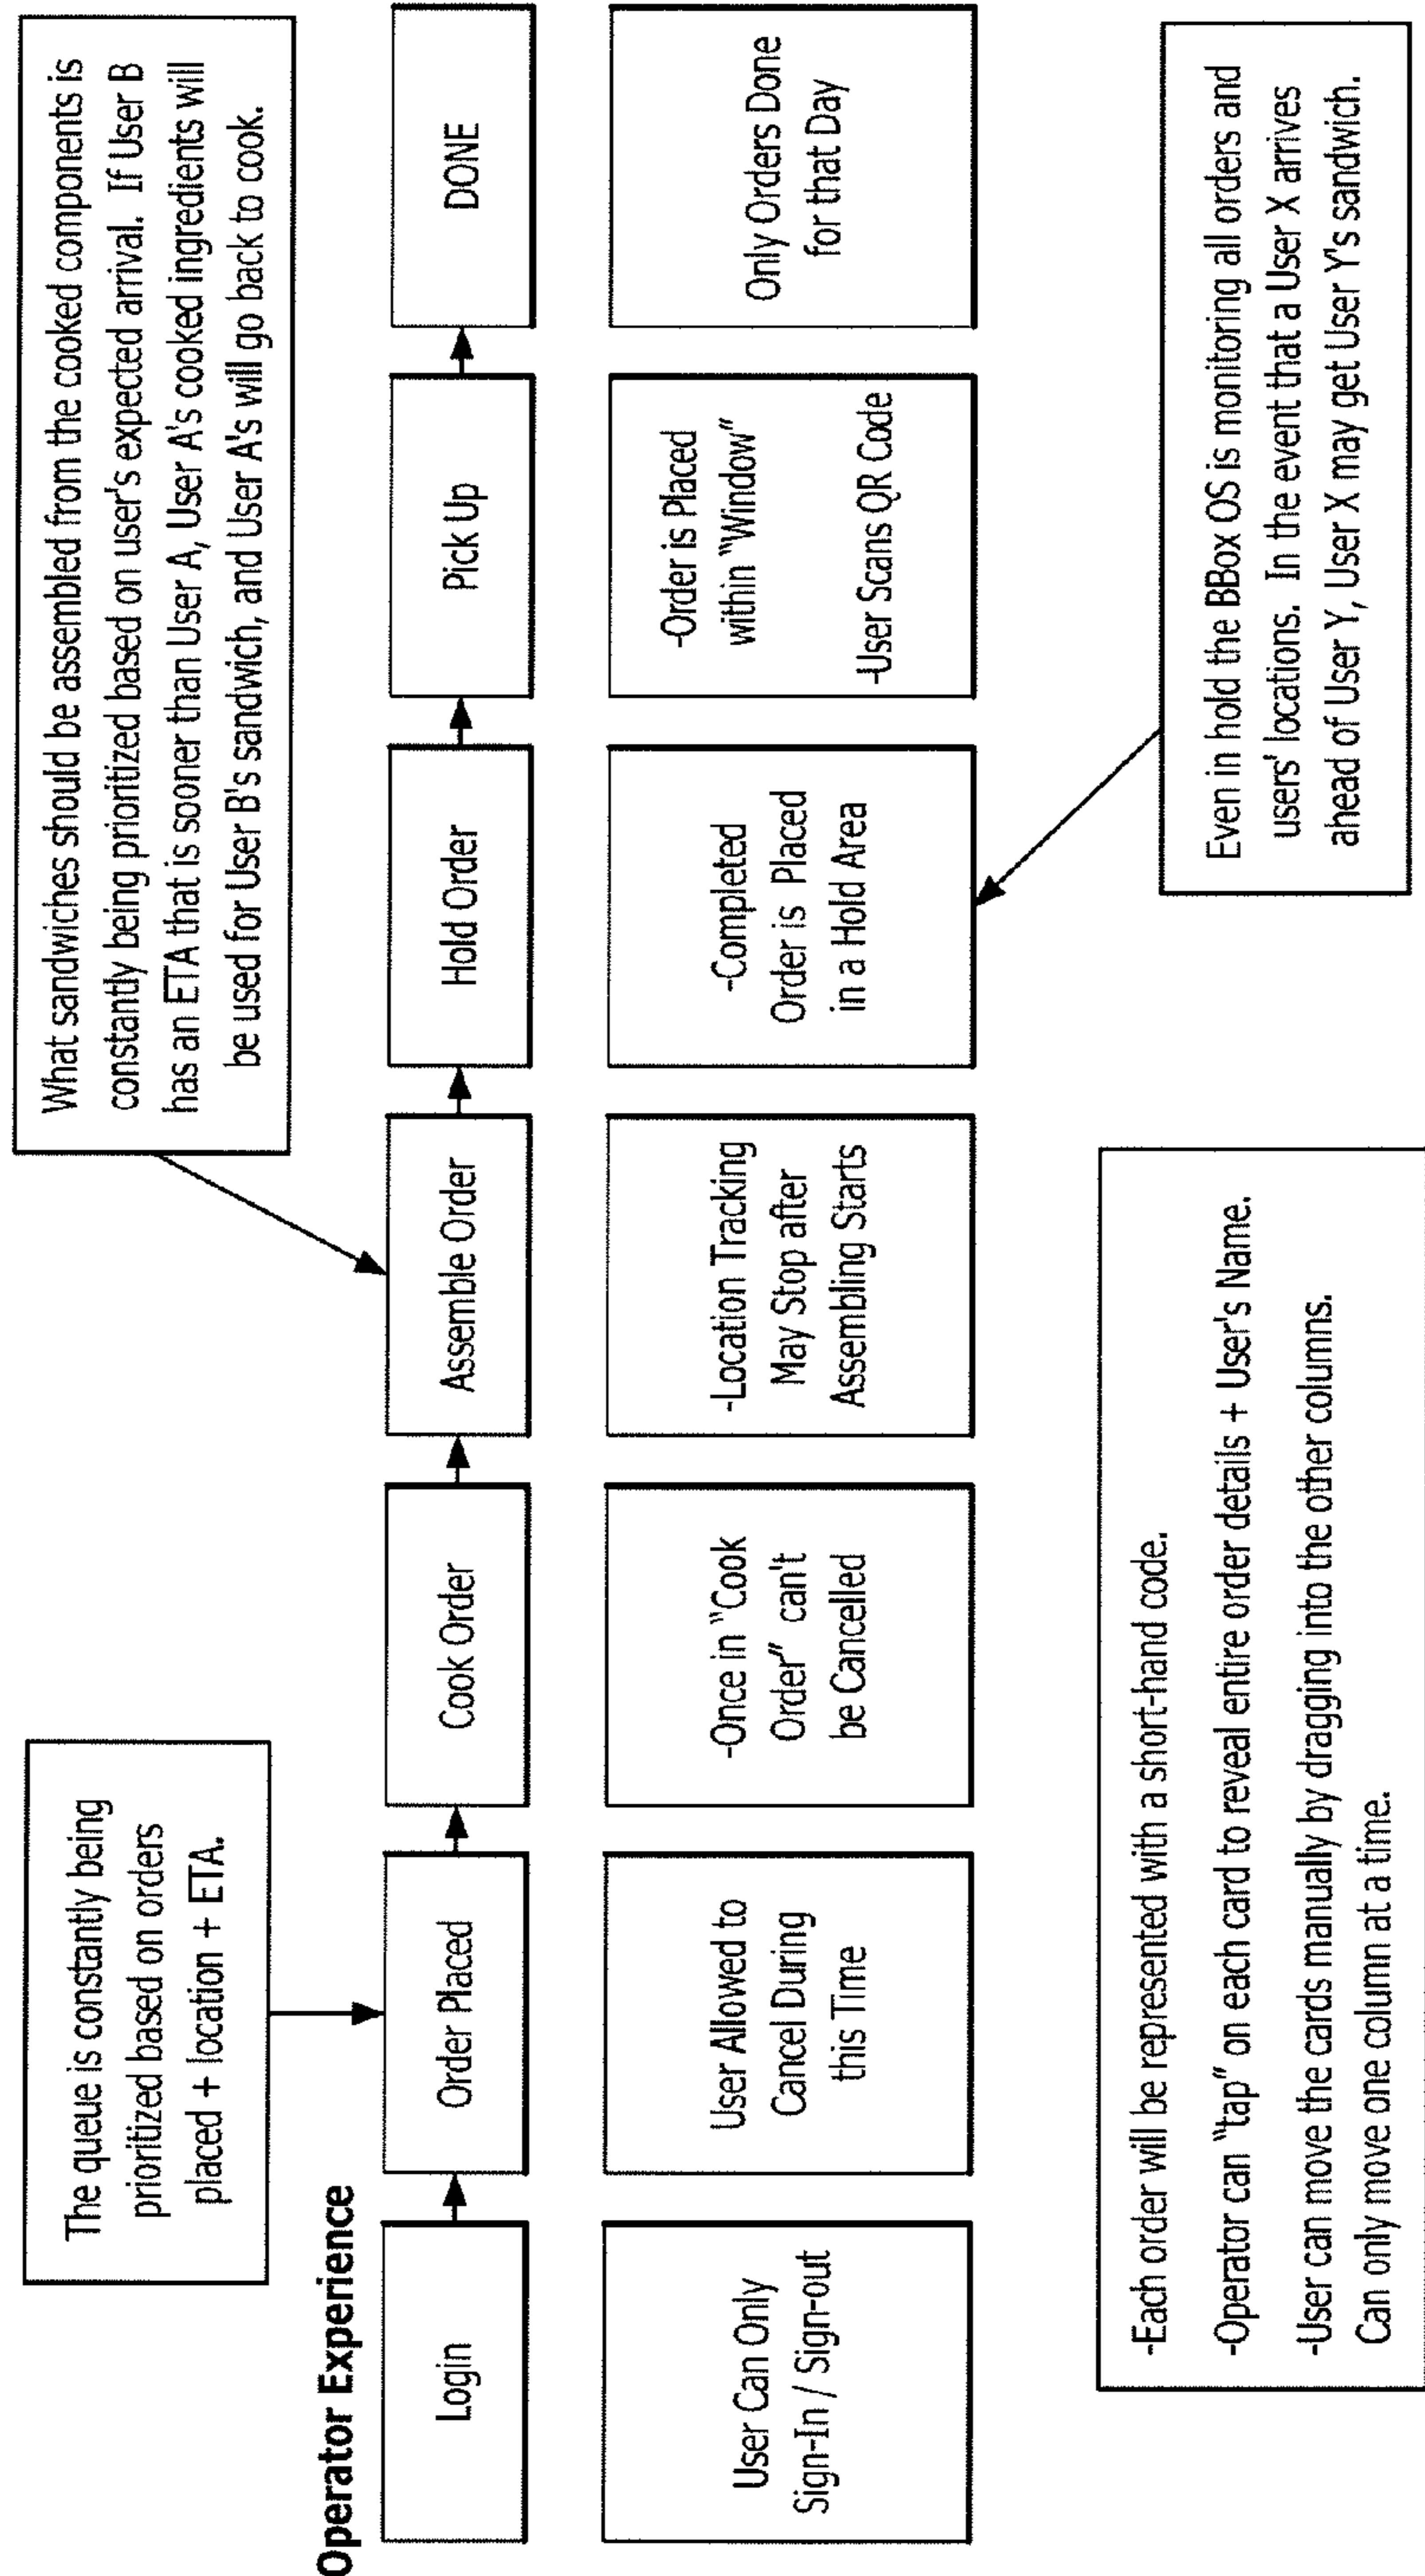 The queue is constantly being
prioritized based on orders
placed + location + ETA.
What sandwiches should be assembled from the cooked components is
constantly being prioritized based on user's expected arrival. If User B
has an ETA that is sooner than User A, User A's cooked ingredients will
be used for User B's sandwich, and User A's will go back to cook.
Operator Experience
Login
Order Placed
Cook Order
Assemble Order
Hold Order
Pick Up
DONE
User Can Only
Sign-In / Sign-out
User Allowed to
Cancel During
this Time
-Once in "Cook
Order" can't
be Cancelled
-Location Tracking
May Stop after
Assembling Starts
-Completed
Order is Placed
in a Hold Area
-Order is Placed
within "Window"
-User Scans QR Code
Only Orders Done
for that Day
-Each order will be represented with a short-hand code.
-Operator can "tap" on each card to reveal entire order details + User's Name.
-User can move the cards manually by dragging into the other columns.
Can only move one column at a time.
Even in hold the BBox OS is monitoring all orders and
users' locations. In the event that a User X arrives
ahead of User Y, User X may get User Y's sandwich.